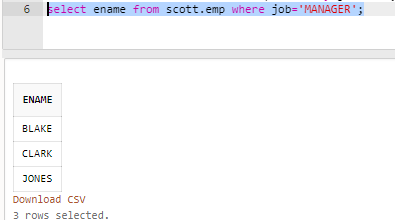 6 select ename from scott.emp where job='MANAGER';
ENAME
BLAKE
CLARK
JONES
Download CSV
3 rows selected.